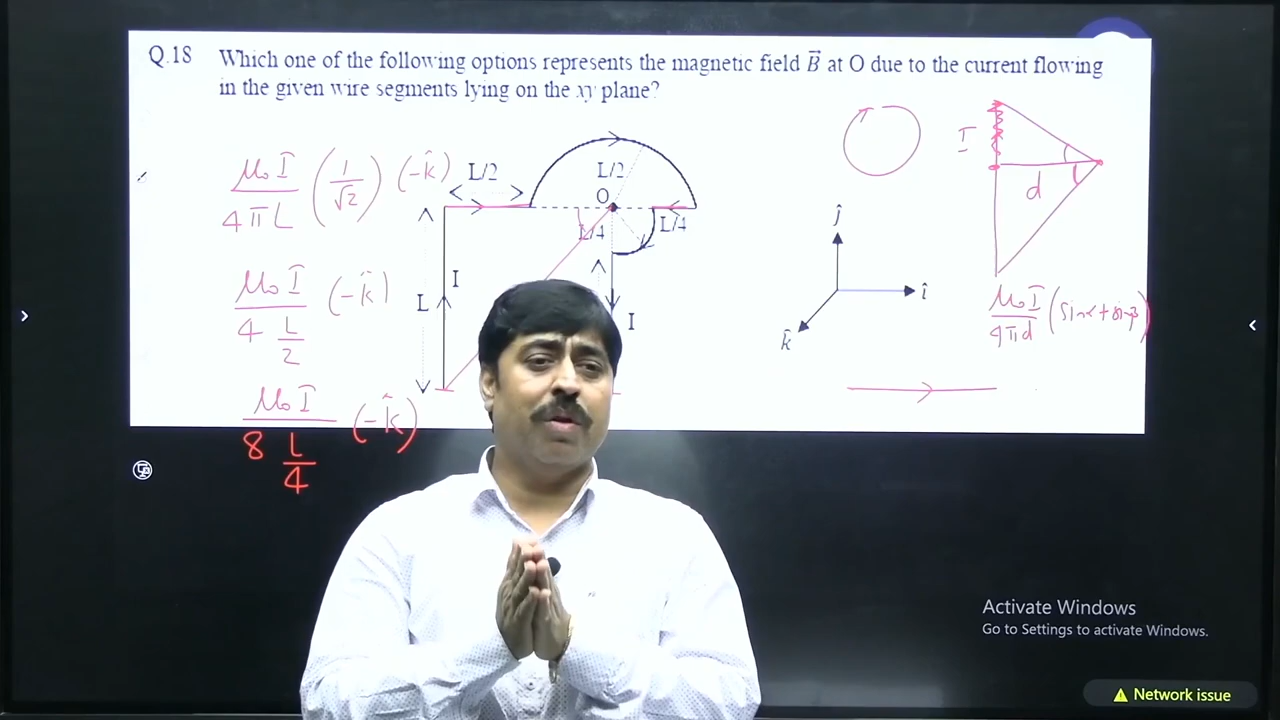 Q.18 Which one of the following options represents the magnetic field B⃗ at O due to the current flowing
in the given wire segments lying on the xy plane?
μ₀I / 4πL (1/√2) (-k̂)
L/2
L/2
O
L/4
L/4
I
d
ĵ
î
k̂
μ₀I / 4 L/2 (-k̂)
L
I
I
μ₀I / 4πd (sinα+sinβ)
μ₀I / 8 L/4 (-k̂)
Activate Windows
Go to Settings to activate Windows.
Network issue